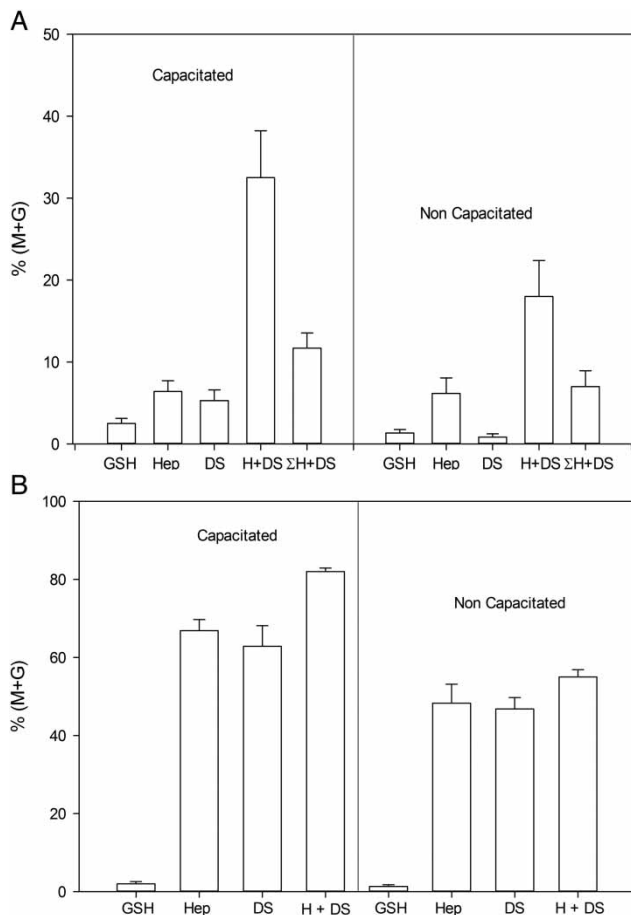 A
50
40
30
20
10
0
% (M+G)
Capacitated
Non Capacitated
GSH Hep DS H+DS ΣH+DS GSH Hep DS H+DS ΣH+DS
B
100
80
60
40
20
0
% (M+G)
Capacitated
Non Capacitated
GSH Hep DS H + DS GSH Hep DS H + DS